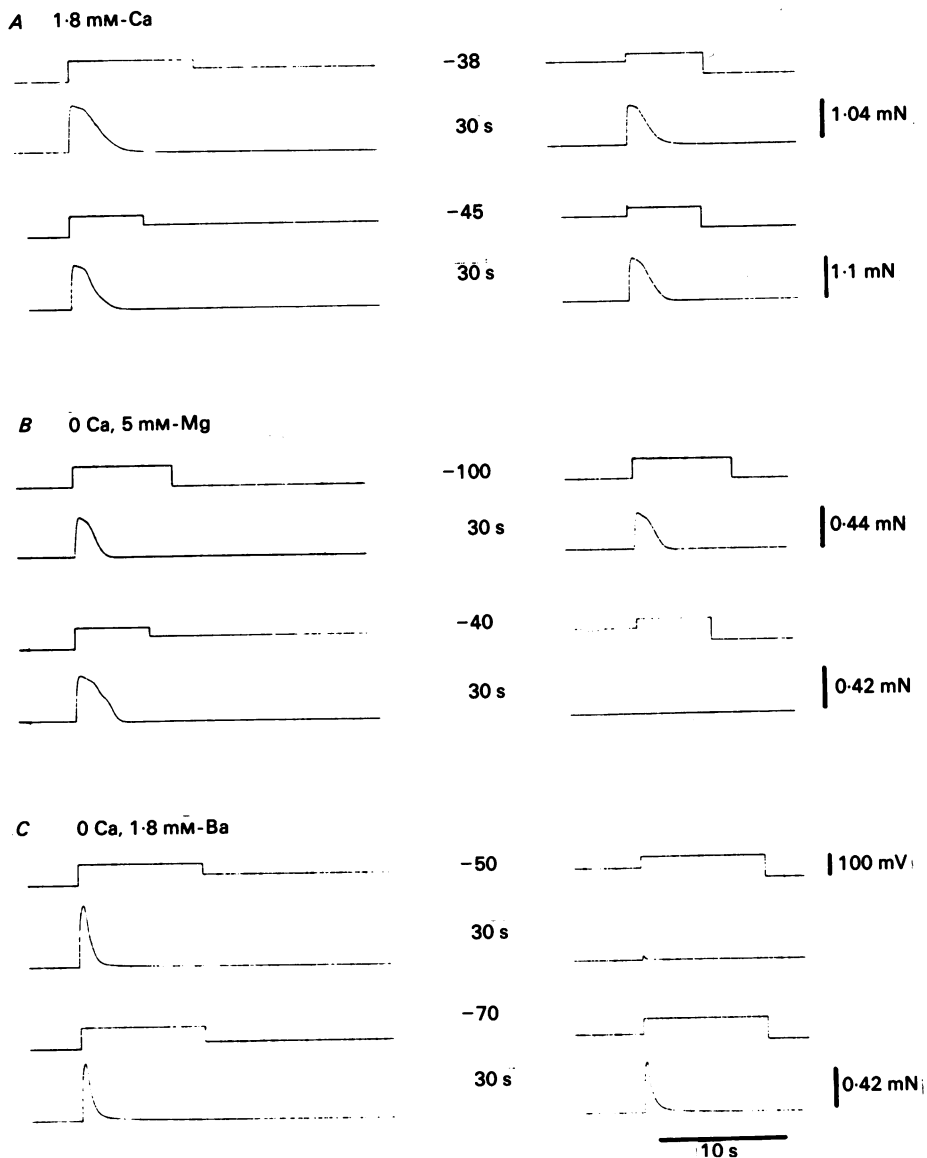 A 1·8 mM-Ca
-38
30 s
1·04 mN
-45
30 s
1·1 mN
B 0 Ca, 5 mM-Mg
-100
30 s
0·44 mN
-40
30 s
0·42 mN
C 0 Ca, 1·8 mM-Ba
-50
100 mV
30 s
-70
30 s
0·42 mN
10 s